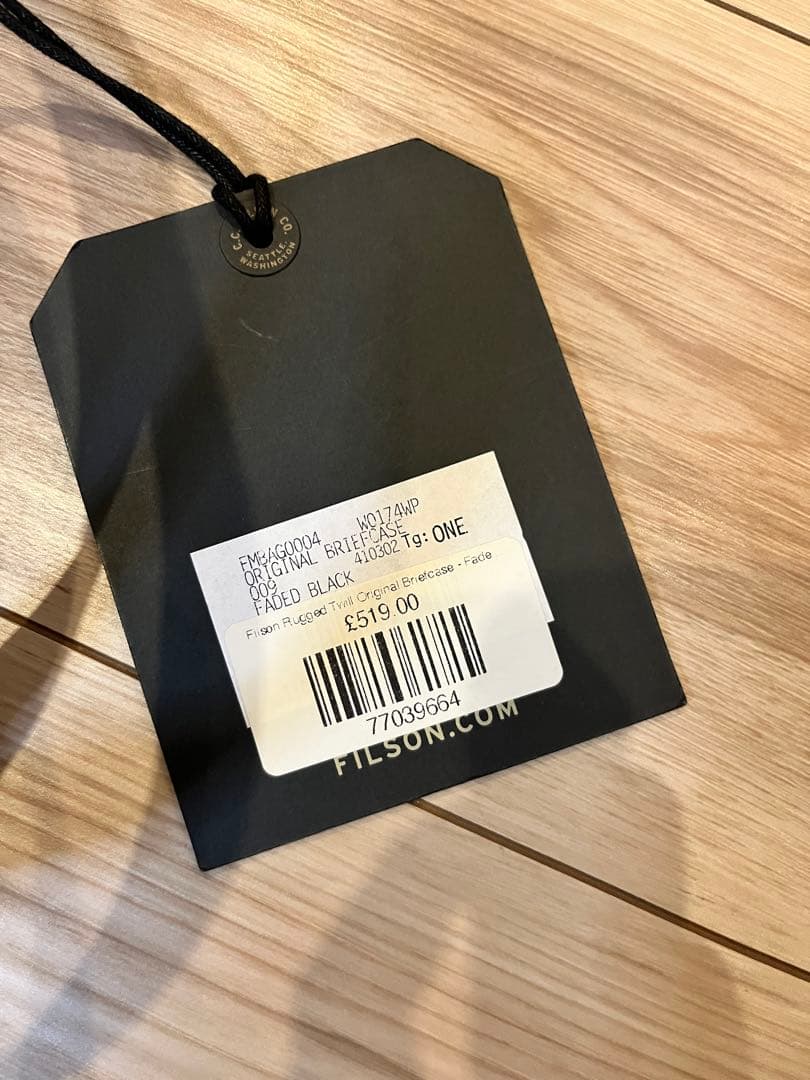 CO.
C.C.
SEATTLE,
WASHINGTON
FMBAG0004 W0174WP
ORIGINAL BRIEFCASE
009 410302 Tg: ONE
FADED BLACK
Filson Rugged Twill Original Briefcase - Fade
£519.00
77039664
FILSON.COM